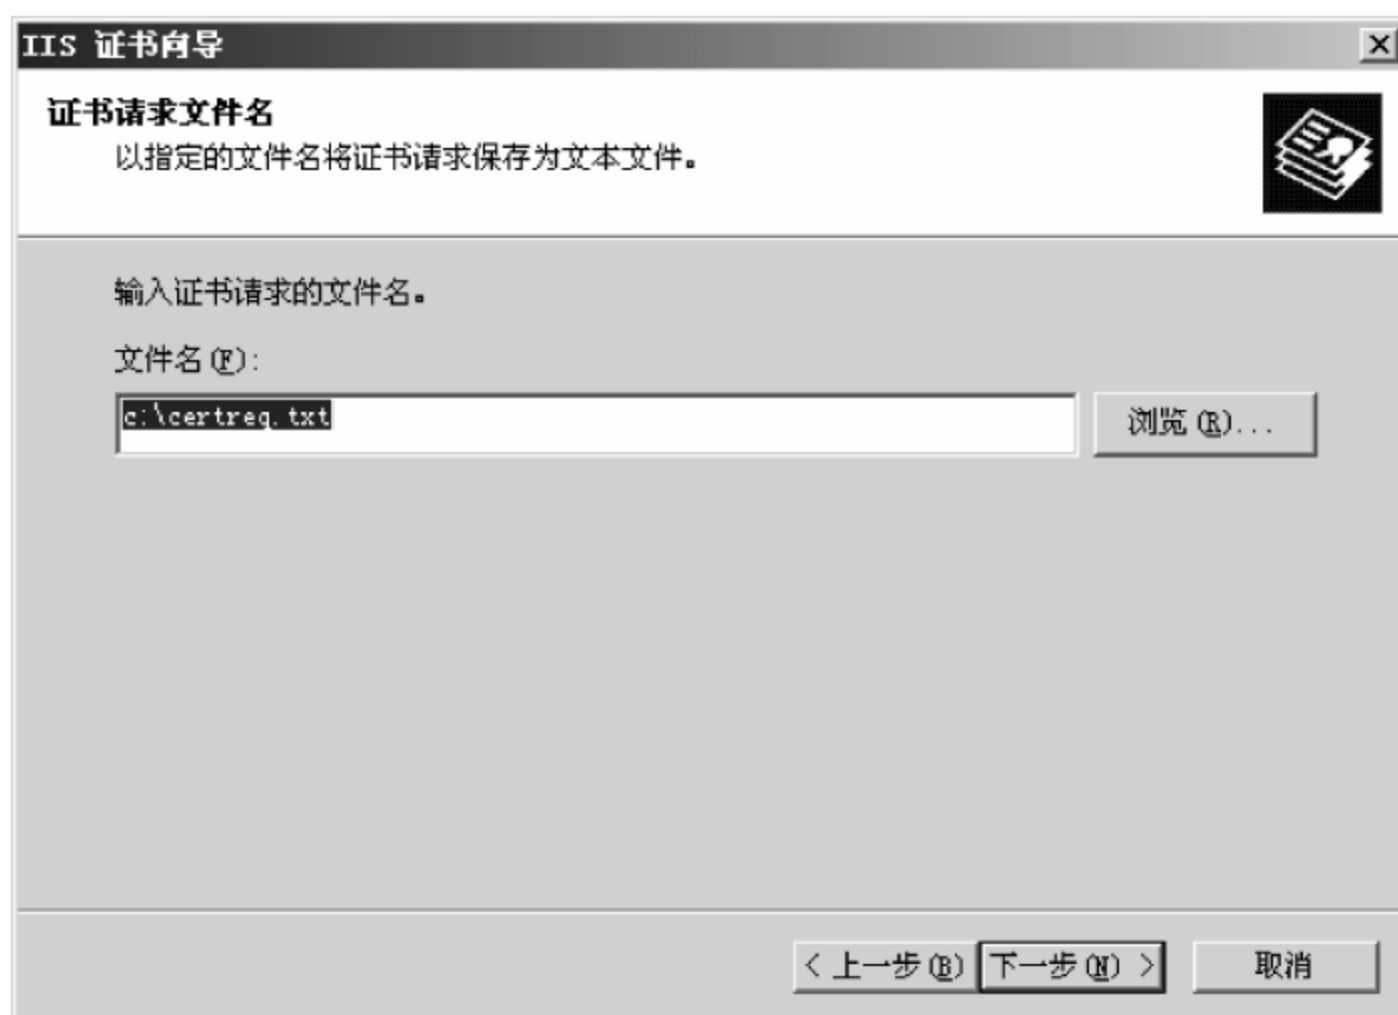 IIS 证书向导
证书请求文件名
以指定的文件名将证书请求保存为文本文件。
输入证书请求的文件名。
文件名(F):
c:\certreq.txt
浏览(R)...
< 上一步(B) 下一步(N) > 取消